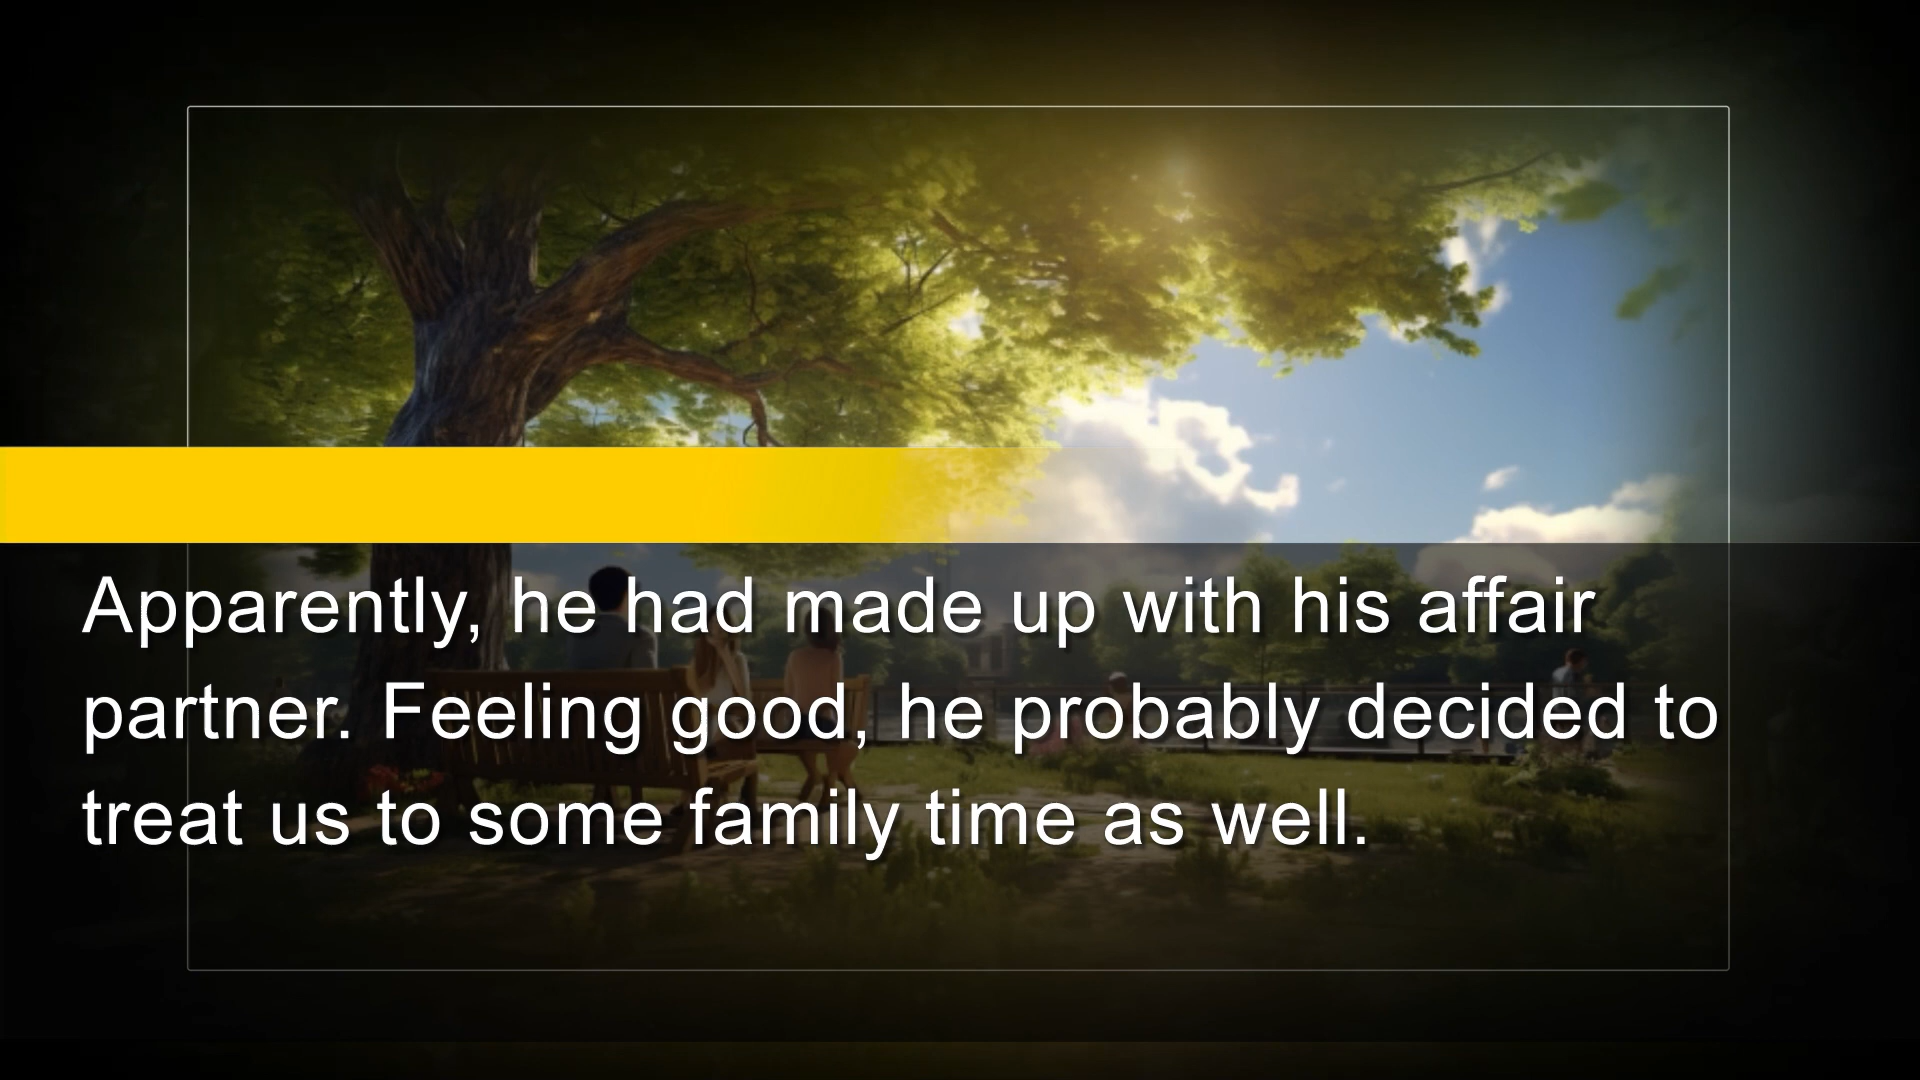 Apparently, he had made up with his affair
partner. Feeling good, he probably decided to
treat us to some family time as well.